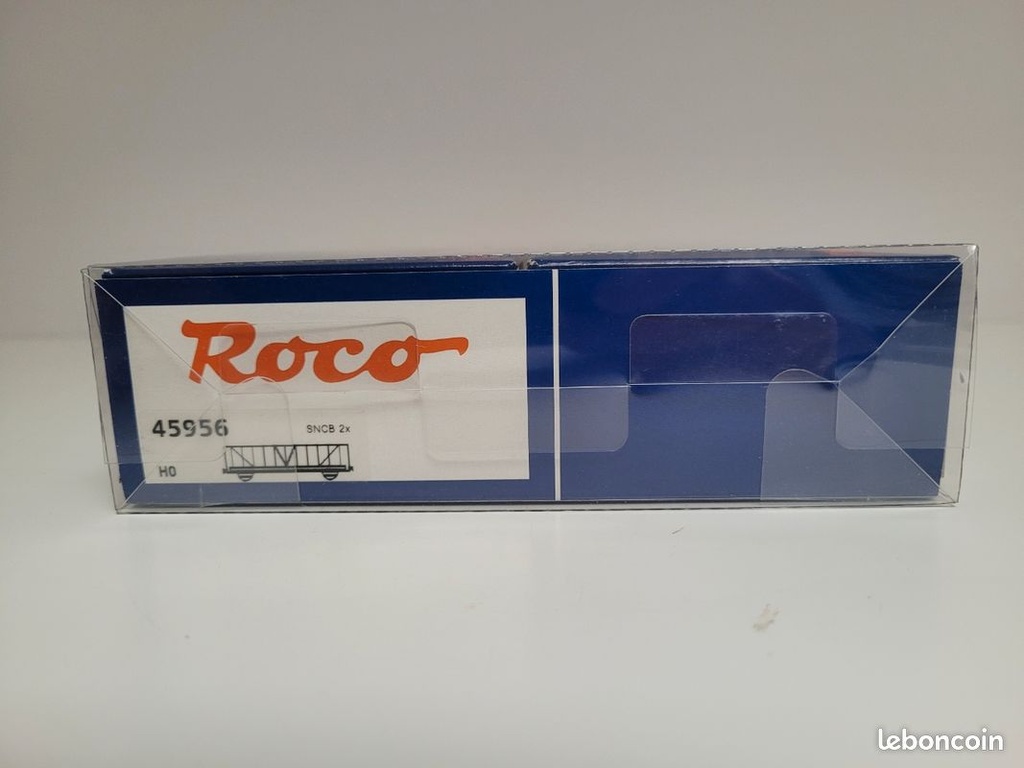 Roco
45956 SNCB 2x
H0
leboncoin